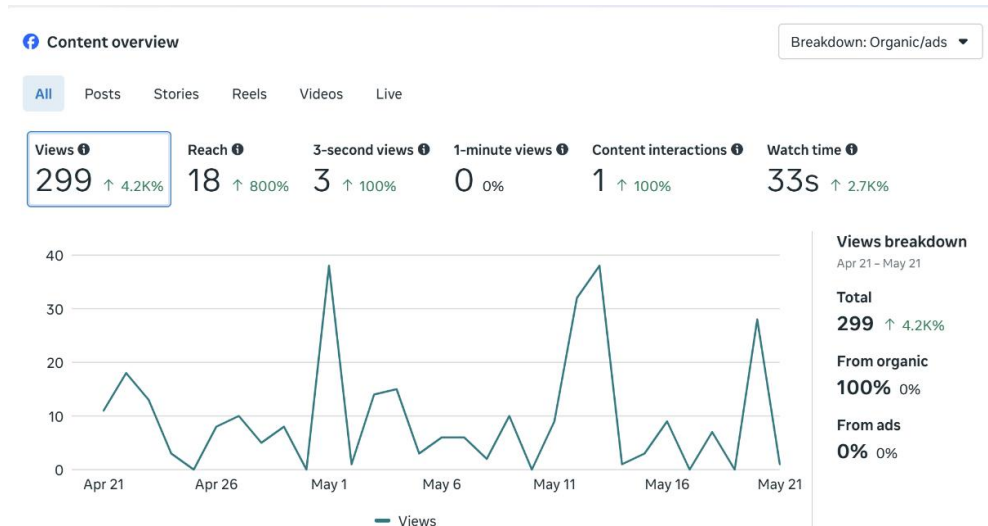 Content overview
Breakdown: Organic/ads
All Posts Stories Reels Videos Live
Views Reach 3-second views 1-minute views Content interactions Watch time
299 ↑ 4.2K% 18 ↑ 800% 3 ↑ 100% 0 0% 1 ↑ 100% 33s ↑ 2.7K%
40
30
20
10
0
Apr 21 Apr 26 May 1 May 6 May 11 May 16 May 21
Views
Views breakdown
Apr 21 – May 21
Total
299 ↑ 4.2K%
From organic
100% 0%
From ads
0% 0%